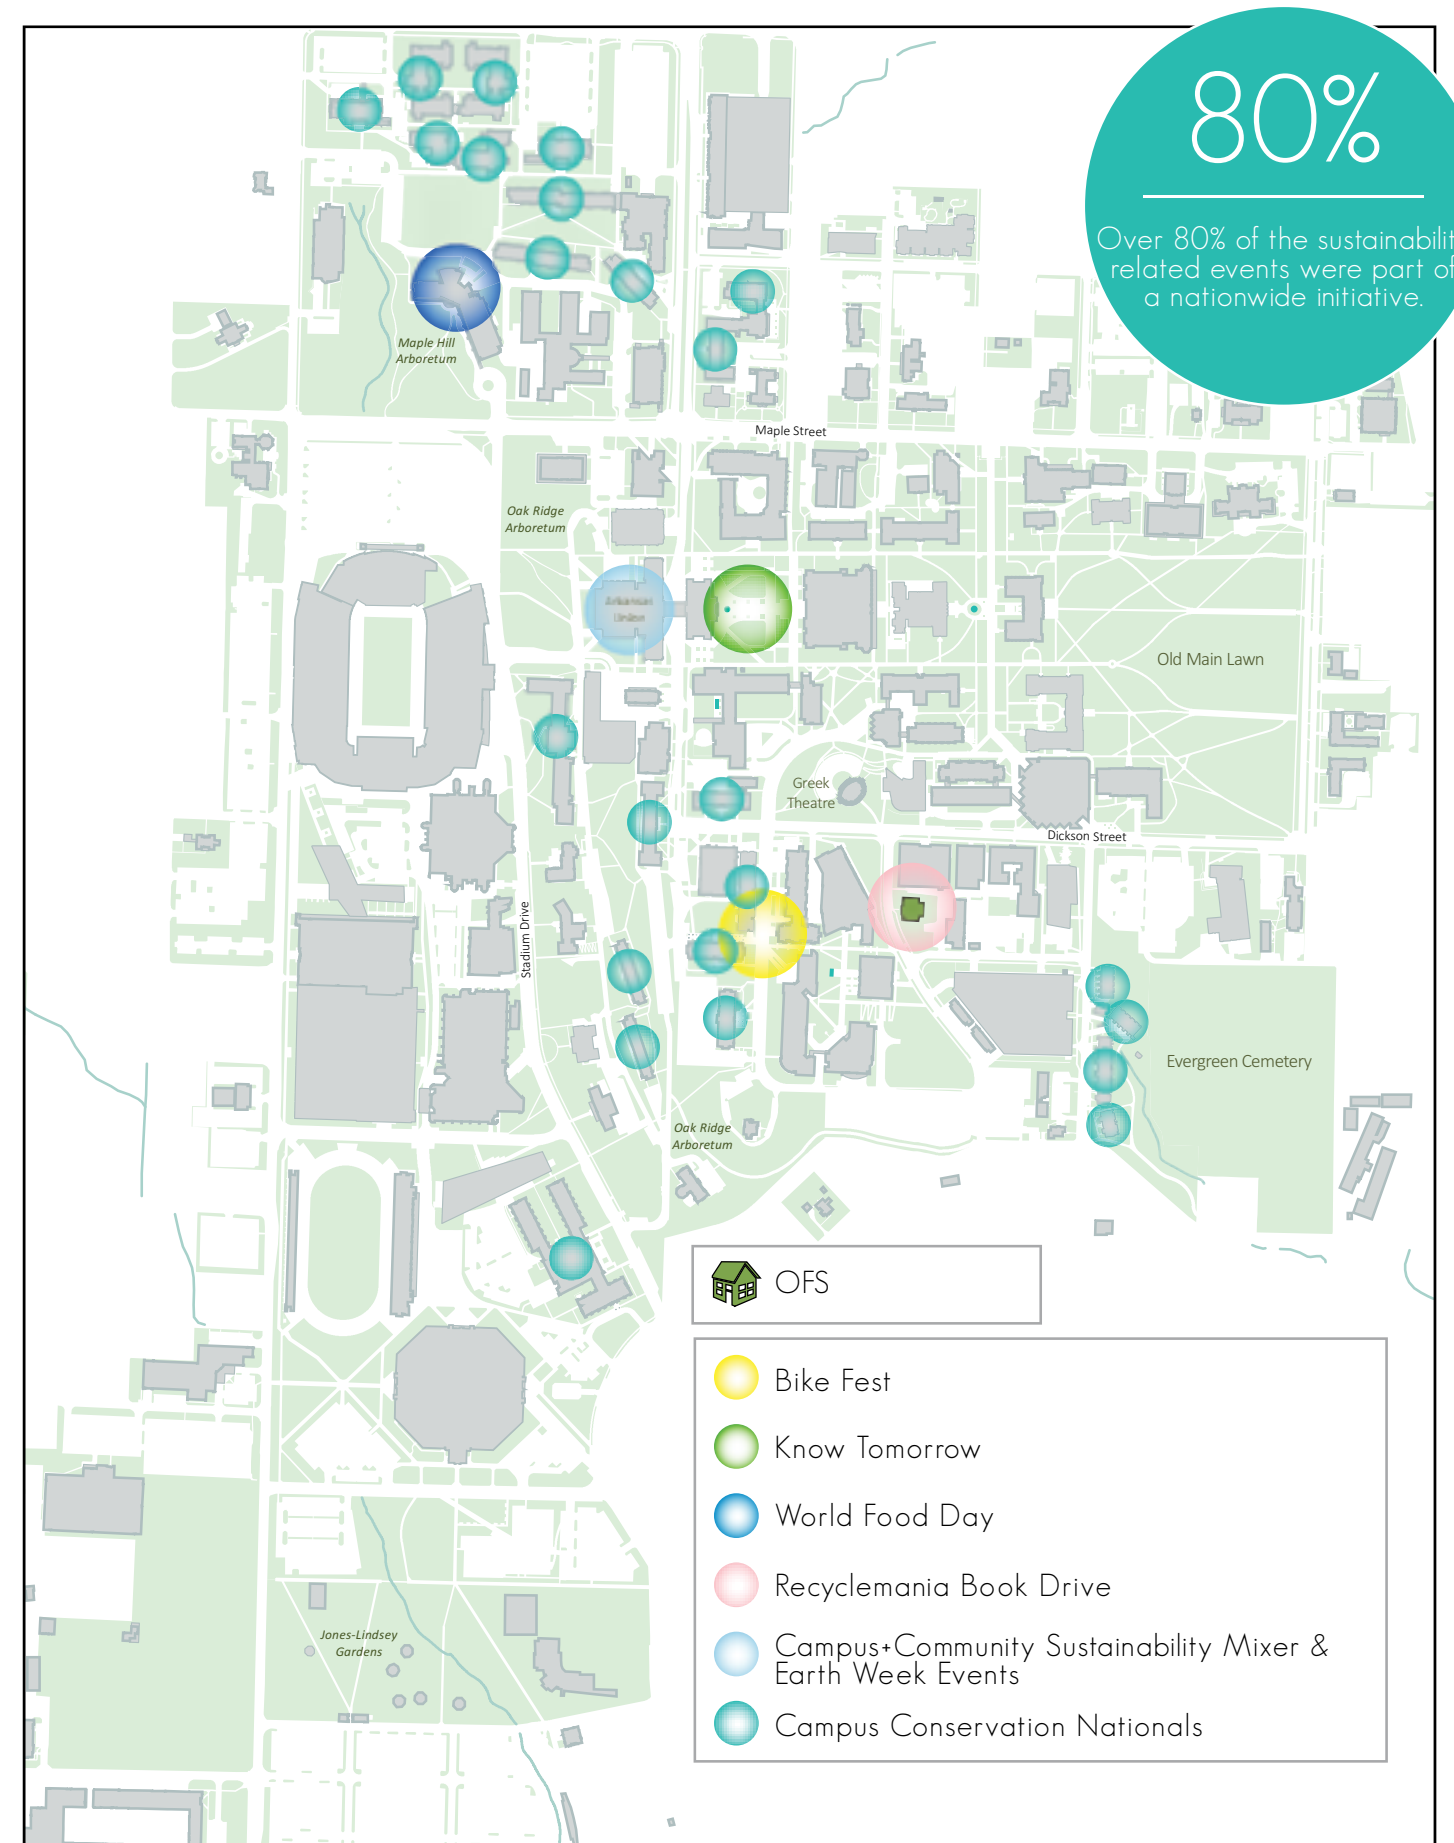 80%
Over 80% of the sustainabilit
related events were part of
a nationwide initiative.
Maple Hill
Arboretum
Maple Street
Oak Ridge
Arboretum
Arkansas
Union
Old Main Lawn
Greek
Theatre
Dickson Street
Stadium Drive
Evergreen Cemetery
Oak Ridge
Arboretum
OFS
Bike Fest
Know Tomorrow
World Food Day
Recyclemania Book Drive
Campus+Community Sustainability Mixer &
Earth Week Events
Campus Conservation Nationals
Jones-Lindsey
Gardens